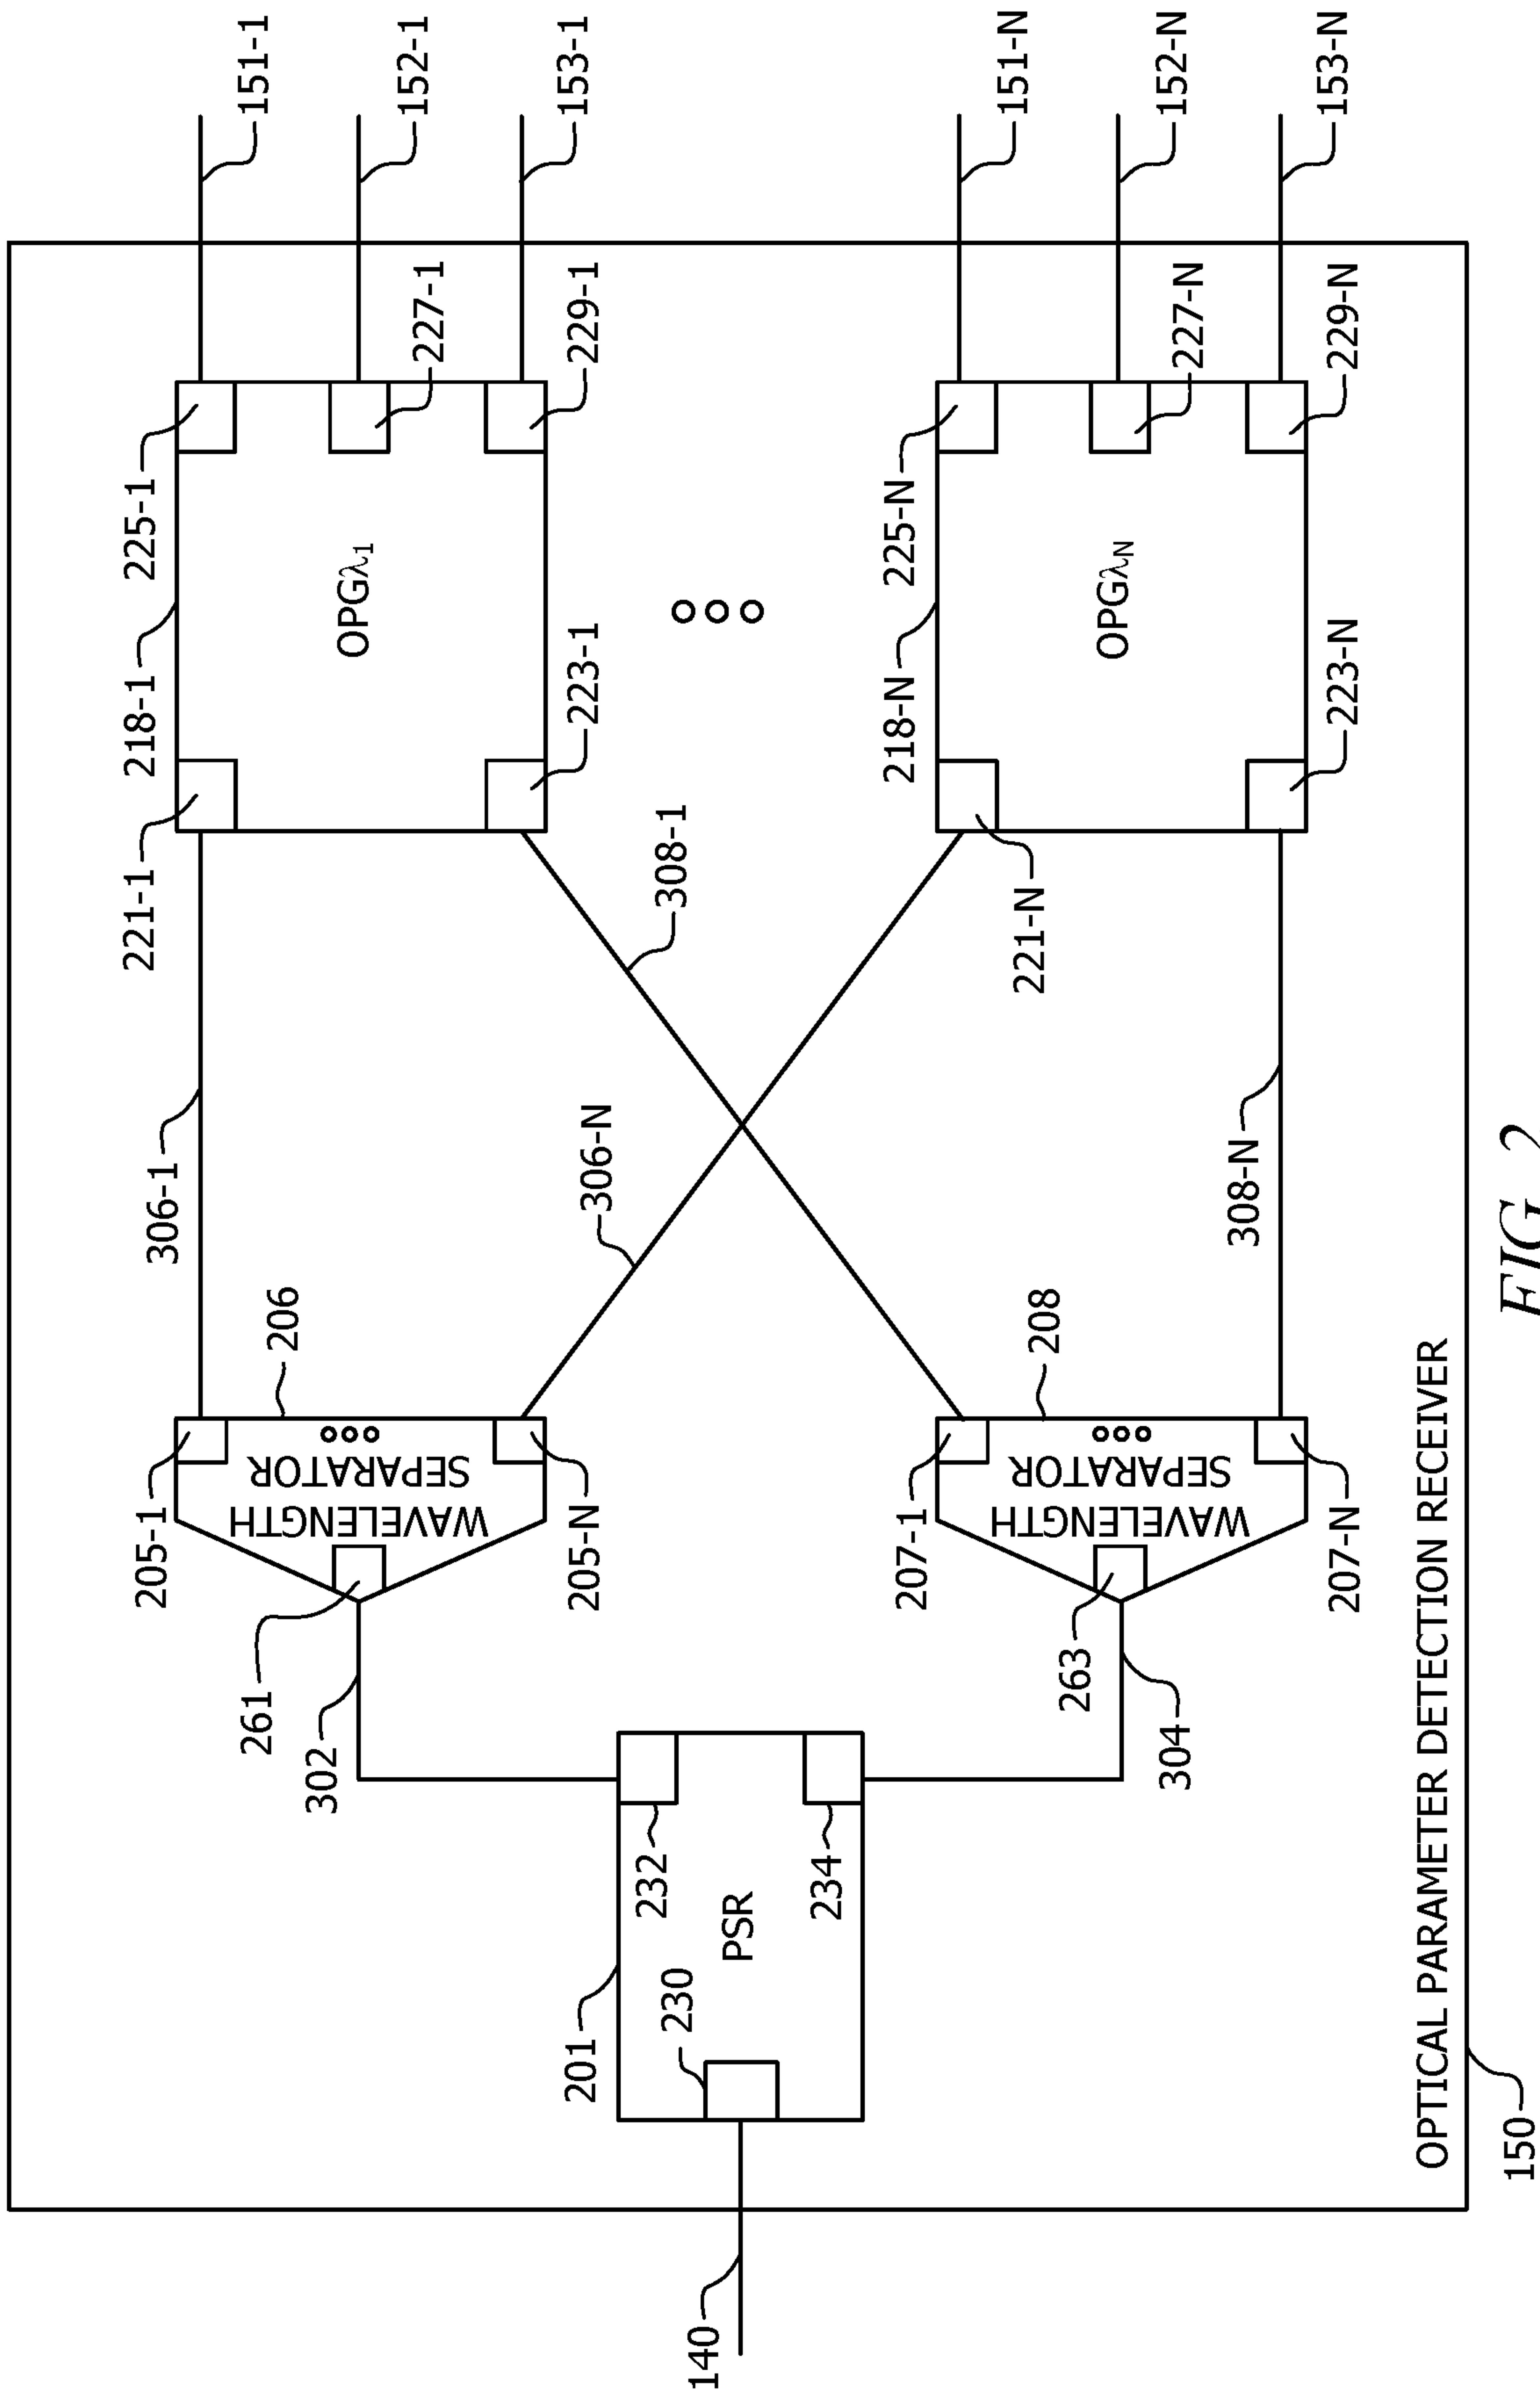 151-1
152-1
153-1
151-N
152-N
153-N
225-1
227-1
229-1
218-1
OPGλ1
221-1
223-1
225-N
227-N
229-N
218-N
OPGλN
221-N
223-N
306-1
308-1
306-N
308-N
205-1
206
WAVELENGTH
SEPARATOR
205-N
261
207-1
208
WAVELENGTH
SEPARATOR
207-N
263
302
304
201
232
234
230
PSR
140
OPTICAL PARAMETER DETECTION RECEIVER
150